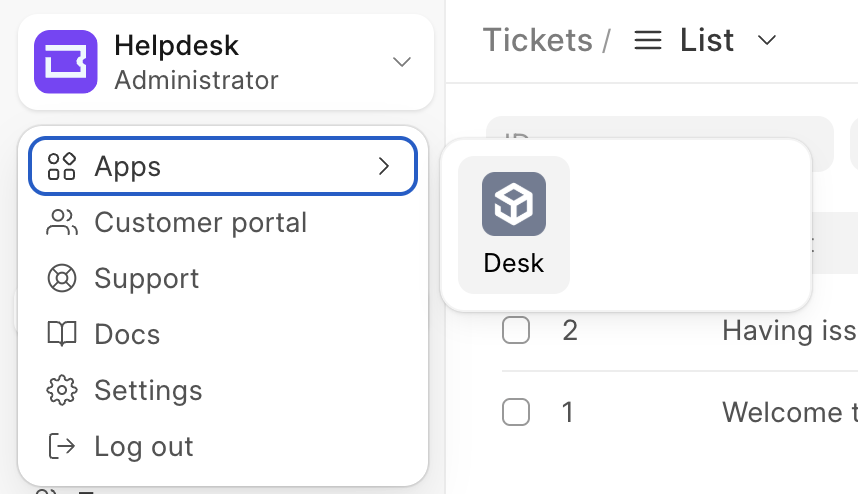 Helpdesk
Administrator
Apps
Customer portal
Support
Docs
Settings
Log out
Tickets / List
Desk
2 Having iss
1 Welcome t